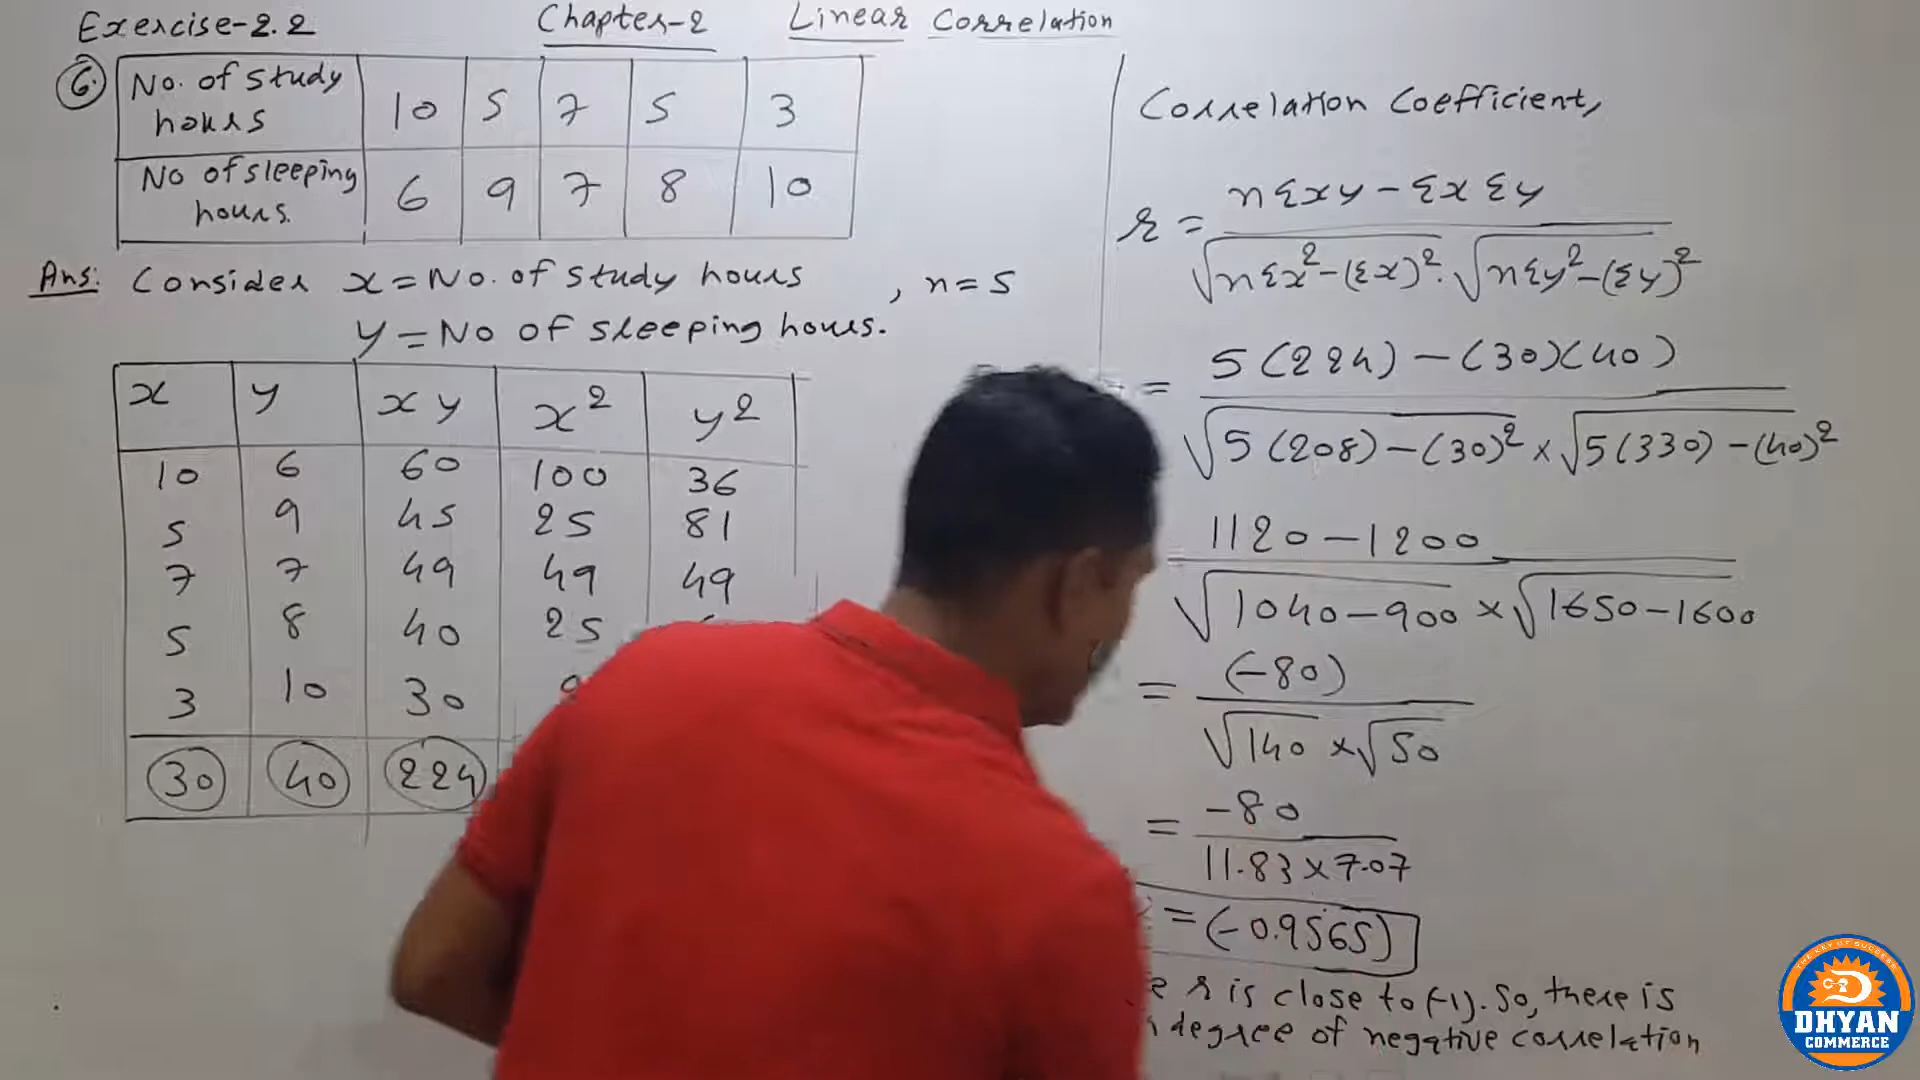 Exercise-2.2 Chapter-2 Linear Correlation
6. No. of study hours 10 5 7 5 3
No of sleeping hours. 6 9 7 8 10
Ans: Consider x = No. of study hours , n = 5
y = No of sleeping hours.
x y xy x² y²
10 6 60 100 36
5 9 45 25 81
7 7 49 49 49
5 8 40 25
3 10 30 9
30 40 224
Correlation Coefficient,
r = nΣxy - Σx Σy / √nΣx² - (Σx)² . √nΣy² - (Σy)²
= 5(224) - (30)(40) / √5(208) - (30)² × √5(330) - (40)²
1120 - 1200 / √1040 - 900 × √1650 - 1600
= (-80) / √140 × √50
= -80 / 11.83 × 7.07
= (-0.9565)
r is close to (-1). So, there is
degree of negative correlation
THE KEY OF SUCCESS
DHYAN
COMMERCE